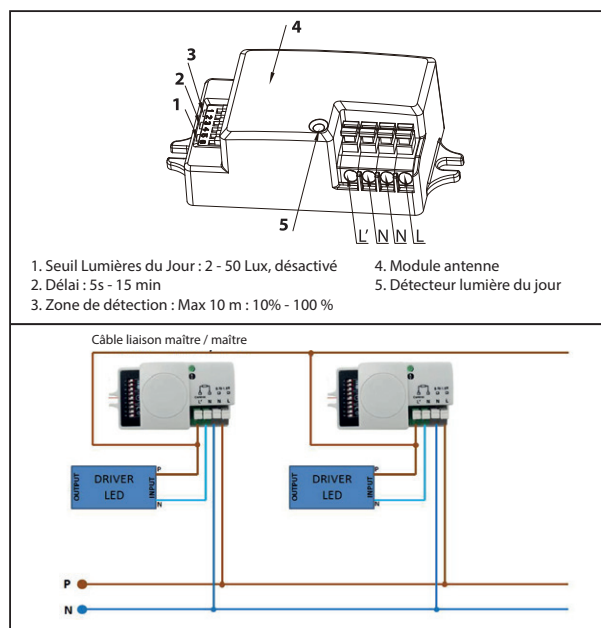 4
3
2
1
5
L' N N L
1. Seuil Lumières du Jour : 2 - 50 Lux, désactivé
2. Délai : 5s - 15 min
3. Zone de détection : Max 10 m : 10% - 100 %
4. Module antenne
5. Détecteur lumière du jour
Câble liaison maître / maître
L' N N L
L' N N L
OUTPUT
DRIVER
LED
INPUT
P
N
OUTPUT
DRIVER
LED
INPUT
P
N
P
N